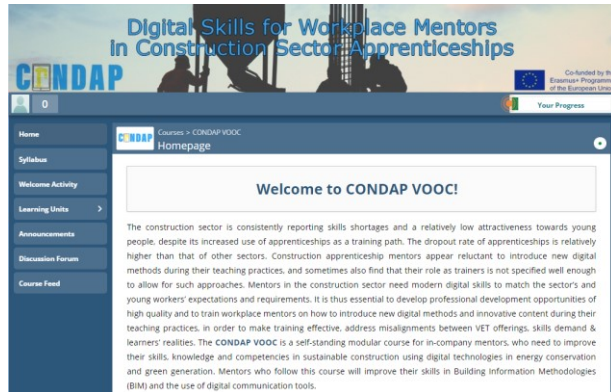 Digital Skills for Workplace Mentors
in Construction Sector Apprenticeships
CONDAP
Co-funded by the
Erasmus+ Programme
of the European Union
0
Your Progress
Home
Syllabus
Welcome Activity
Learning Units >
Announcements
Discussion Forum
Course Feed
CONDAP
Courses > CONDAP VOOC
Homepage
Welcome to CONDAP VOOC!
The construction sector is consistently reporting skills shortages and a relatively low attractiveness towards young
people, despite its increased use of apprenticeships as a training path. The dropout rate of apprenticeships is relatively
higher than that of other sectors. Construction apprenticeship mentors appear reluctant to introduce new digital
methods during their teaching practices, and sometimes also find that their role as trainers is not specified well enough
to allow for such approaches. Mentors in the construction sector need modern digital skills to match the sector's and
young workers' expectations and requirements. It is thus essential to develop professional development opportunities of
high quality and to train workplace mentors on how to introduce new digital methods and innovative content during their
teaching practices, in order to make training effective, address misalignments between VET offerings, skills demand &
learners' realities. The CONDAP VOOC is a self-standing modular course for in-company mentors, who need to improve
their skills, knowledge and competencies in sustainable construction using digital technologies in energy conservation
and green generation. Mentors who follow this course will improve their skills in Building Information Methodologies
(BIM) and the use of digital communication tools.